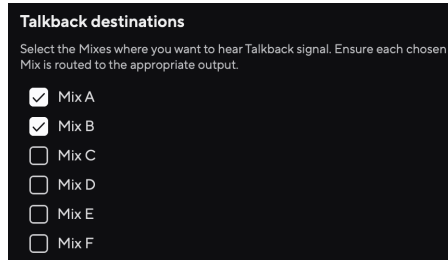 Talkback destinations
Select the Mixes where you want to hear Talkback signal. Ensure each chosen
Mix is routed to the appropriate output.
Mix A
Mix B
Mix C
Mix D
Mix E
Mix F